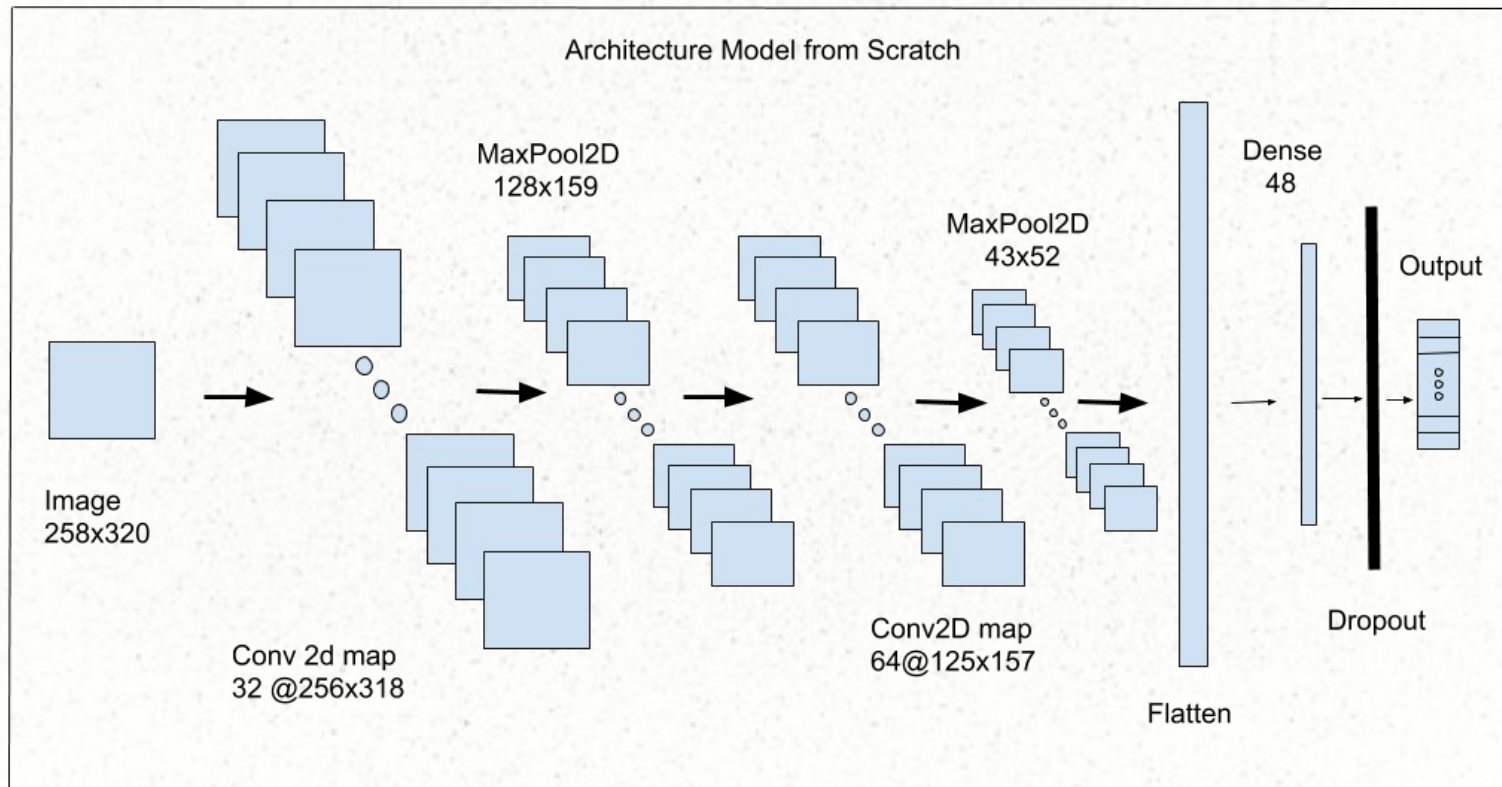 Architecture Model from Scratch
Image
258x320
Conv 2d map
32 @256x318
MaxPool2D
128x159
Conv2D map
64@125x157
MaxPool2D
43x52
Flatten
Dense
48
Dropout
Output